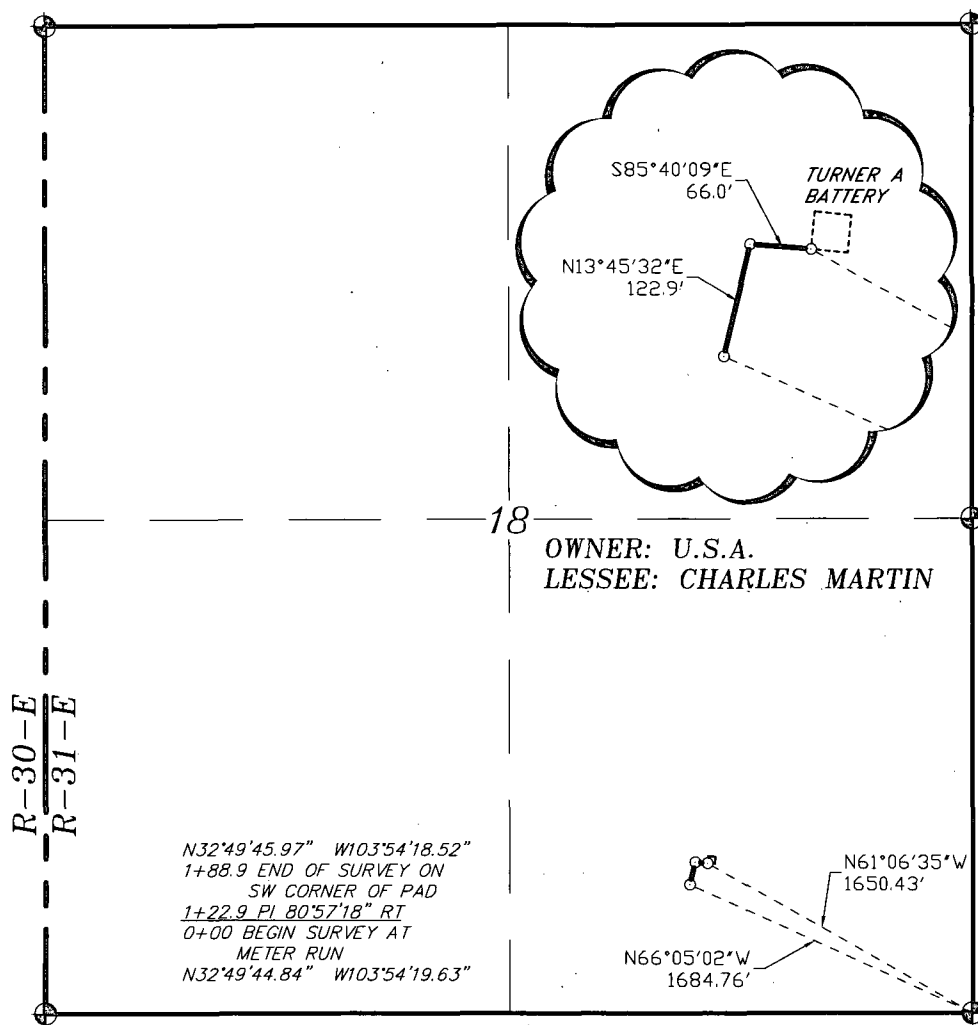 S85°40'09"E
66.0'
TURNER A
BATTERY
N13°45'32"E
122.9'
18
OWNER: U.S.A.
LESSEE: CHARLES MARTIN
R-30-E
R-31-E
N32°49'45.97" W103°54'18.52"
1+88.9 END OF SURVEY ON
SW CORNER OF PAD
1+22.9 PI 80°57'18" RT
0+00 BEGIN SURVEY AT
METER RUN
N32°49'44.84" W103°54'19.63"
N61°06'35"W
1650.43'
N66°05'02"W
1684.76'